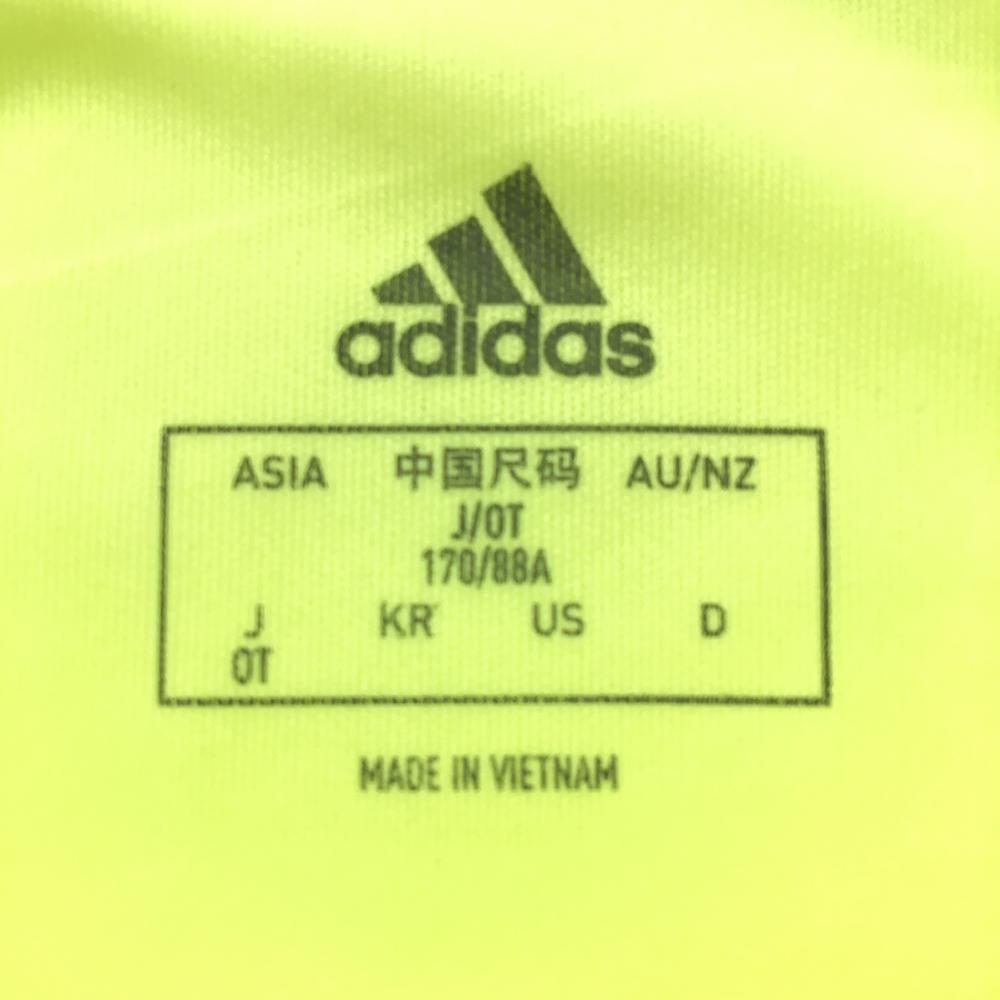 adidas
ASIA 中国尺码 AU/NZ
J/OT
170/88A
J KR US D
OT
MADE IN VIETNAM